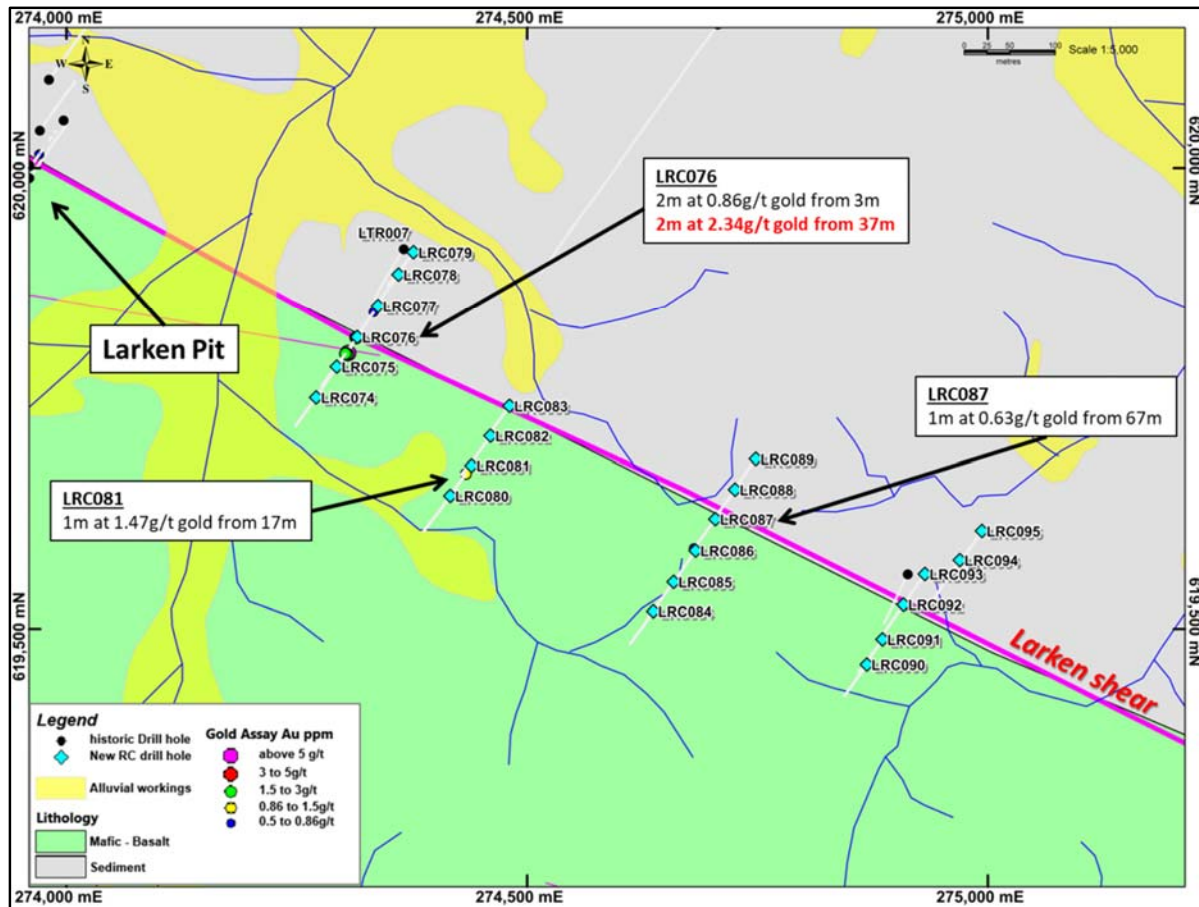 274,000 mE
274,500 mE
275,000 mE
N
W E
S
0 25 50 100
metres
Scale 1:5,000
620,000 mN
620,000 mN
LRC076
2m at 0.86g/t gold from 3m
2m at 2.34g/t gold from 37m
LTR007
LRC079
LRC078
LRC077
LRC076
LRC075
LRC074
Larken Pit
LRC083
LRC082
LRC081
LRC080
LRC087
1m at 0.63g/t gold from 67m
LRC081
1m at 1.47g/t gold from 17m
LRC089
LRC088
LRC087
LRC086
LRC085
LRC084
LRC095
LRC094
LRC093
LRC092
LRC091
LRC090
619,500 mN
619,500 mN
Larken shear
Legend
historic Drill hole
New RC drill hole
Alluvial workings
Lithology
Mafic - Basalt
Sediment
Gold Assay Au ppm
above 5 g/t
3 to 5g/t
1.5 to 3g/t
0.86 to 1.5g/t
0.5 to 0.86g/t
274,000 mE
274,500 mE
275,000 mE